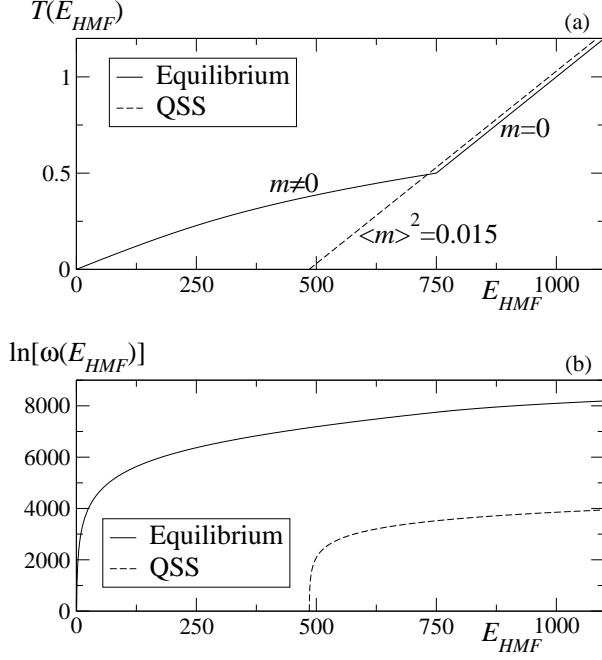 T(E_HMF) (a)
1
Equilibrium
QSS
m=0
0.5
m≠0
<m>²=0.015
0
0 250 500 750 1000
E_HMF
ln[ω(E_HMF)] (b)
8000
6000
4000
Equilibrium
QSS
2000
0
0 250 500 750 1000
E_HMF